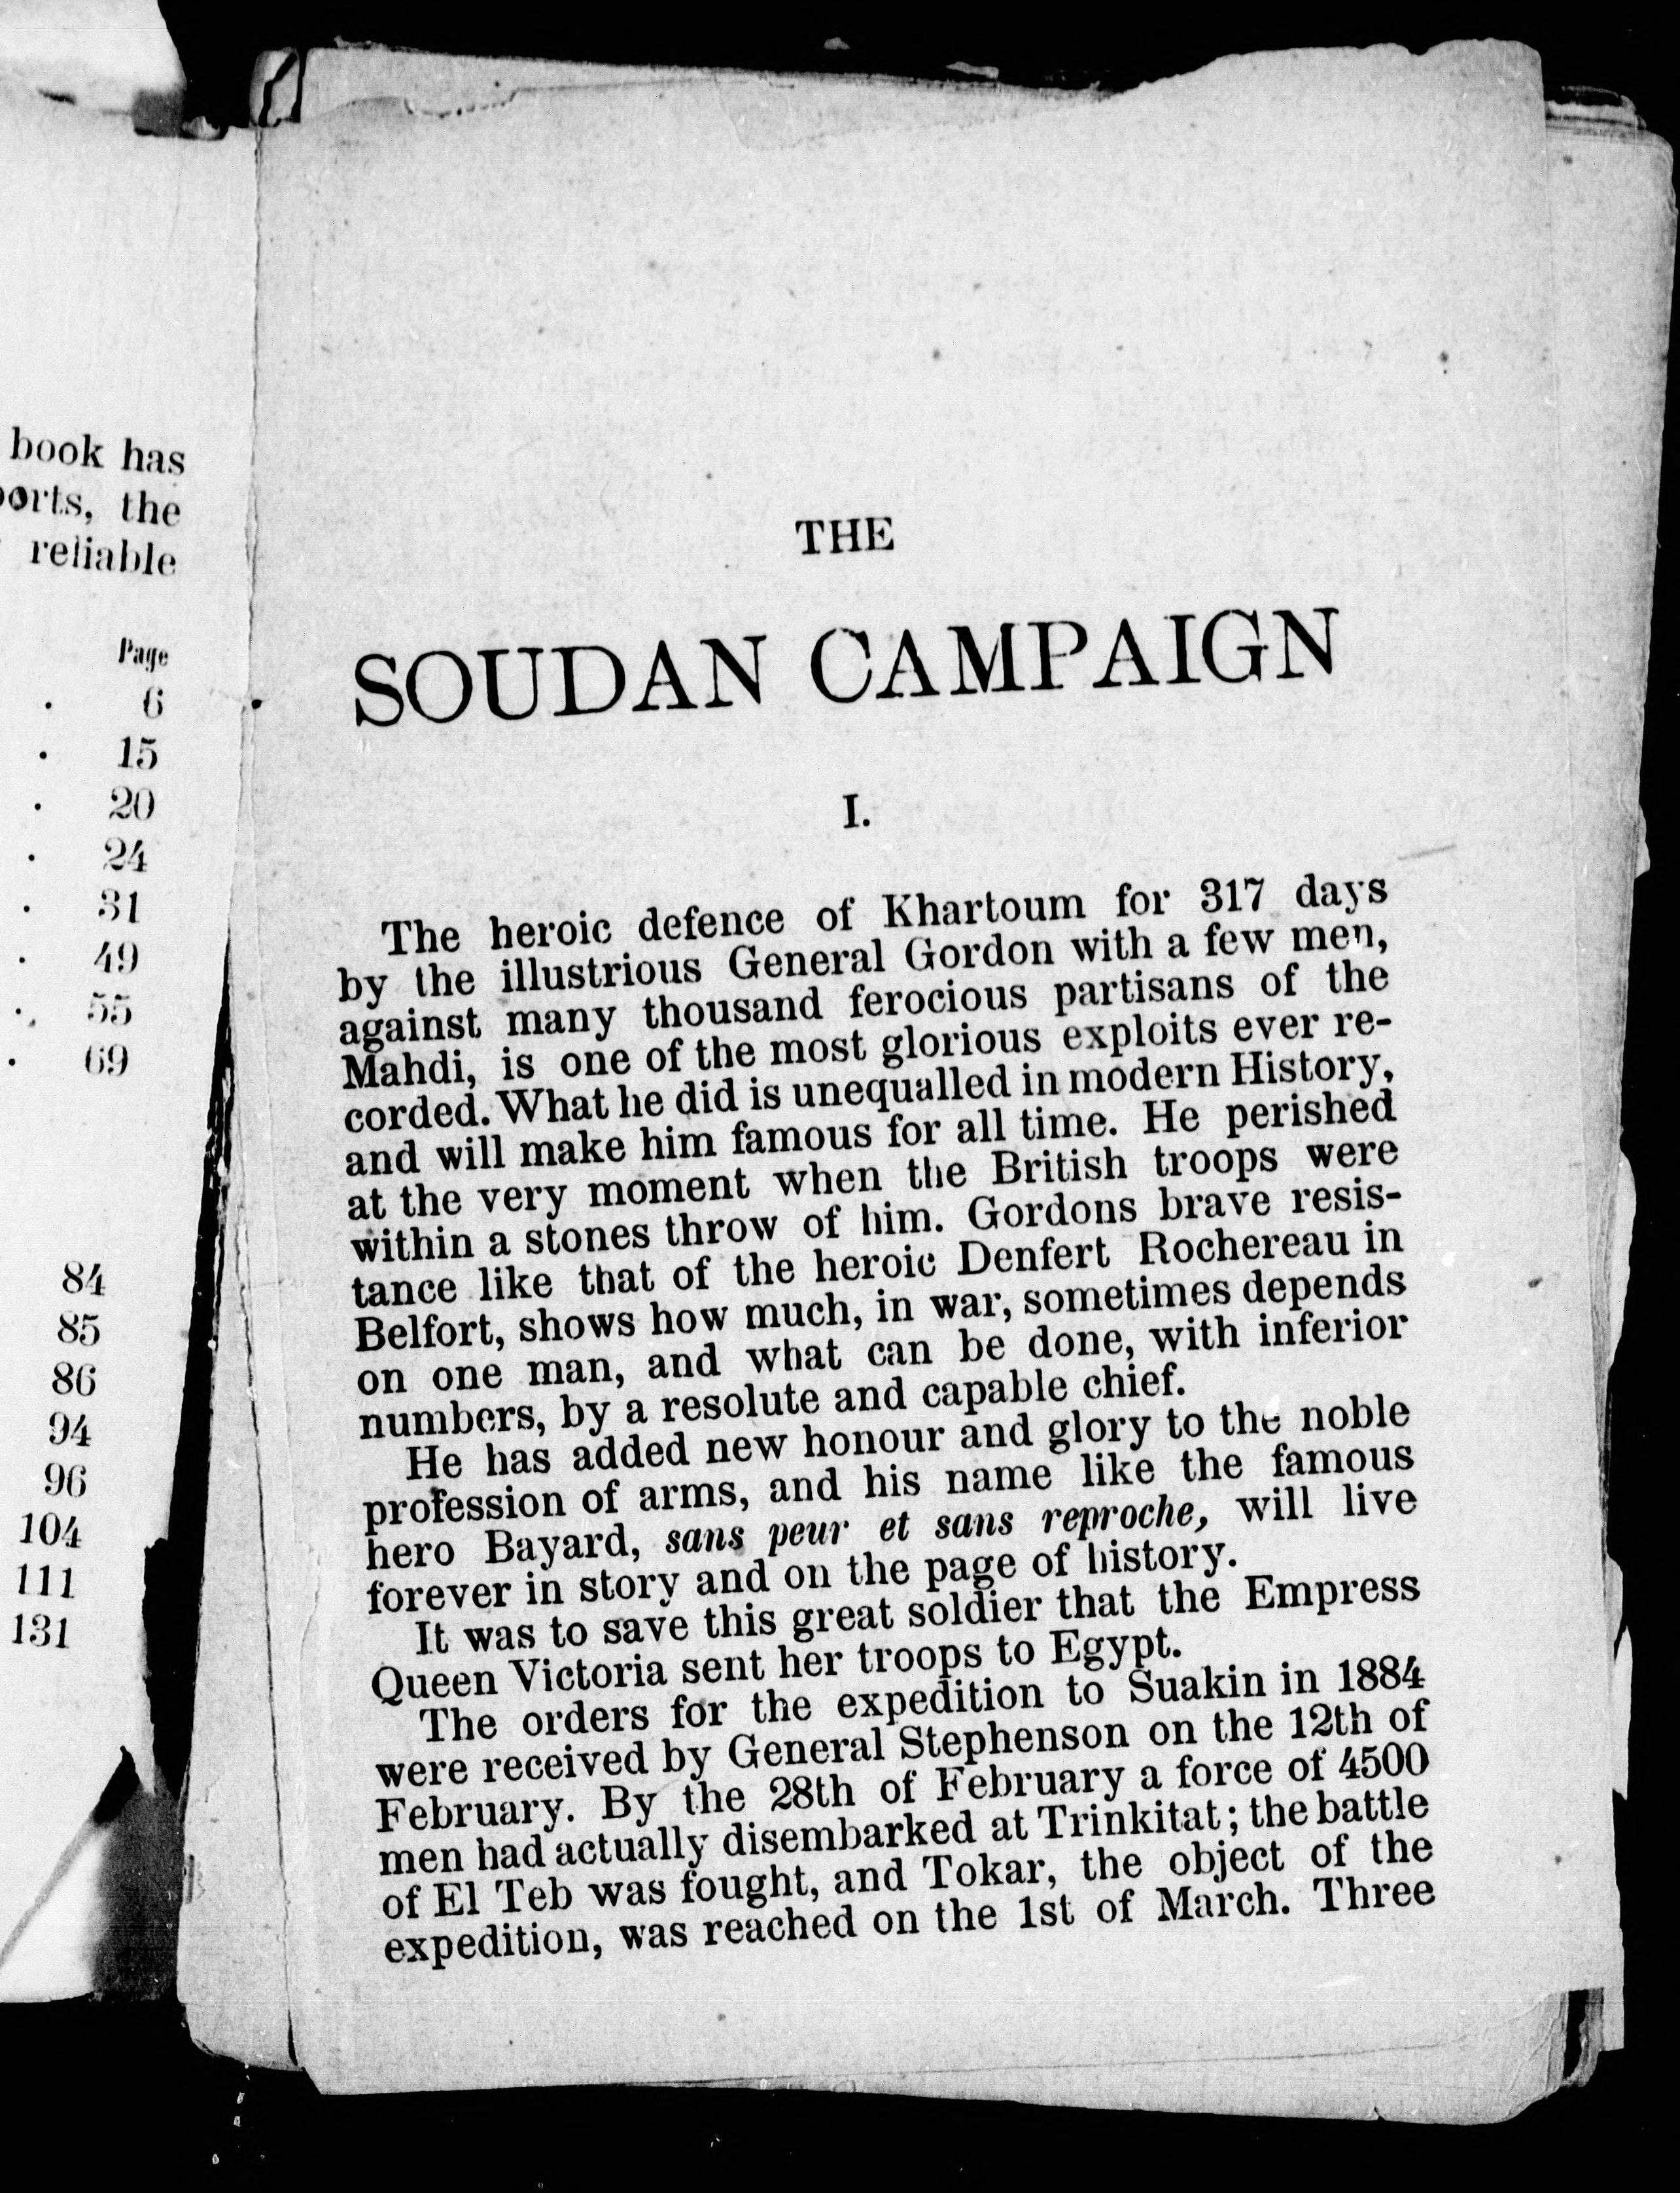 book has
the
reliable
Page
6
15
20
24
31
49
55
69
84
85
86
94
96
104
111
131
THE
SOUDAN CAMPAIGN
I.
The heroic defence of Khartoum for 317 days
by the illustrious General Gordon with a few men,
against many thousand ferocious partisans of the
Mahdi, is one of the most glorious exploits ever re-
corded. What he did is unequalled in modern History,
and will make him famous for all time. He perished
at the very moment when the British troops were
within a stones throw of him. Gordons brave resis-
tance like that of the heroic Denfert Rochereau in
Belfort, shows how much, in war, sometimes depends
on one man, and what can be done, with inferior
numbers, by a resolute and capable chief.
He has added new honour and glory to the noble
profession of arms, and his name like the famous
hero Bayard, sans peur et sans reproche, will live
forever in story and on the page of history.
It was to save this great soldier that the Empress
Queen Victoria sent her troops to Egypt.
The orders for the expedition to Suakin in 1884
were received by General Stephenson on the 12th of
February. By the 28th of February a force of 4500
men had actually disembarked at Trinkitat; the battle
of El Teb was fought, and Tokar, the object of the
expedition, was reached on the 1st of March. Three